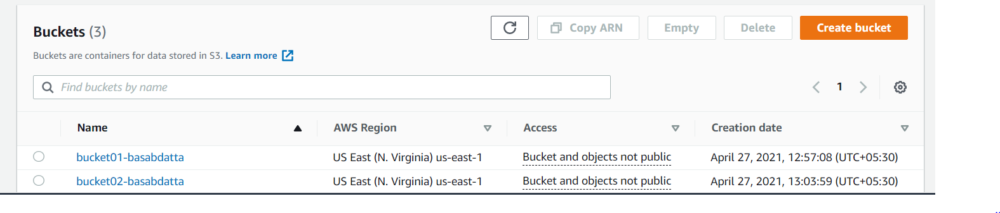 Buckets (3)
Copy ARN
Empty
Delete
Create bucket
Buckets are containers for data stored in S3. Learn more
Find buckets by name
1
Name AWS Region Access Creation date
bucket01-basabdatta US East (N. Virginia) us-east-1 Bucket and objects not public April 27, 2021, 12:57:08 (UTC+05:30)
bucket02-basabdatta US East (N. Virginia) us-east-1 Bucket and objects not public April 27, 2021, 13:03:59 (UTC+05:30)